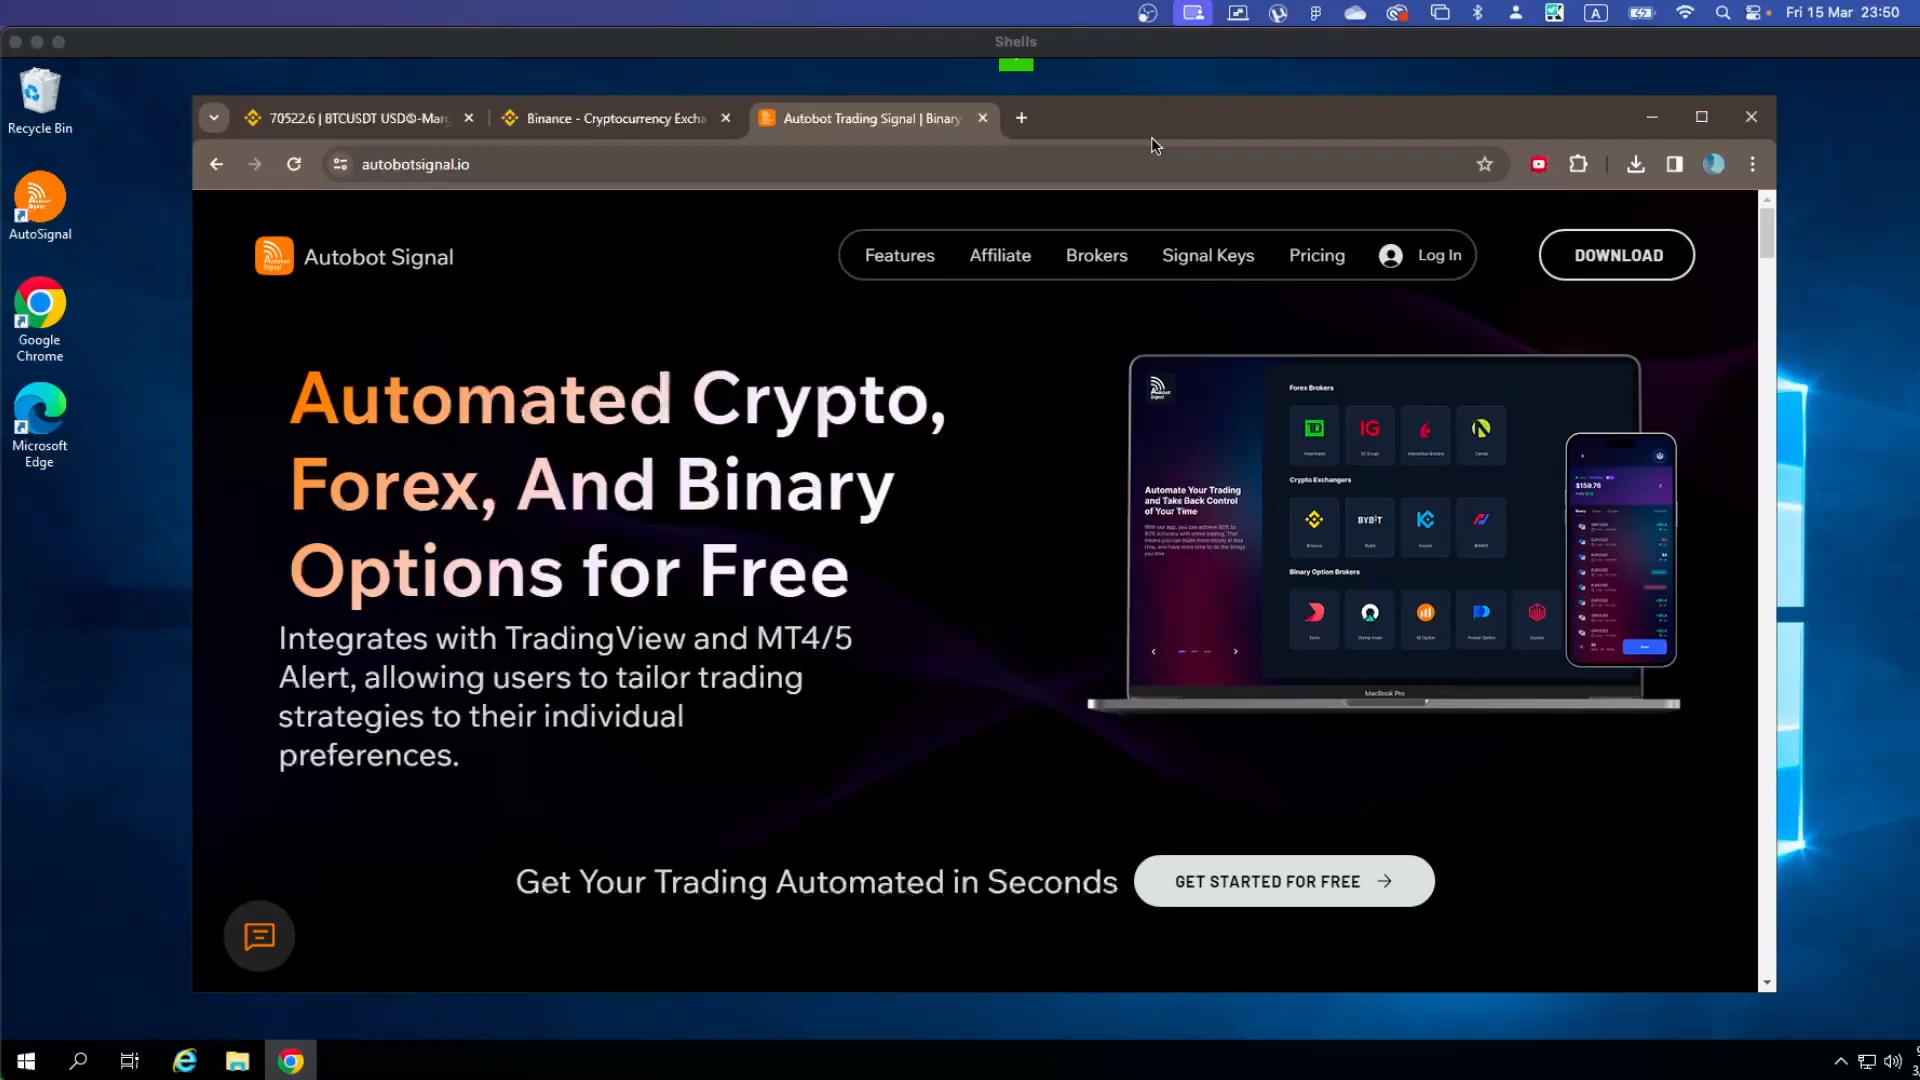 Fri 15 Mar 23:50
Shells
Recycle Bin
AutoSignal
Google
Chrome
Microsoft
Edge
70522.6 | BTCUSDT USD©-Marg
Binance - Cryptocurrency Excha
Autobot Trading Signal | Binary
autobotsignal.io
Autobot Signal
Features
Affiliate
Brokers
Signal Keys
Pricing
Log In
DOWNLOAD
Automated Crypto,
Forex, And Binary
Options for Free
Integrates with TradingView and MT4/5
Alert, allowing users to tailor trading
strategies to their individual
preferences.
Automate Your Trading
and Take Back Control
of Your Time
Forex Brokers
IG
Crypto Exchangers
BYBIT
Binary Option Brokers
$159.76
MacBook Pro
Get Your Trading Automated in Seconds
GET STARTED FOR FREE